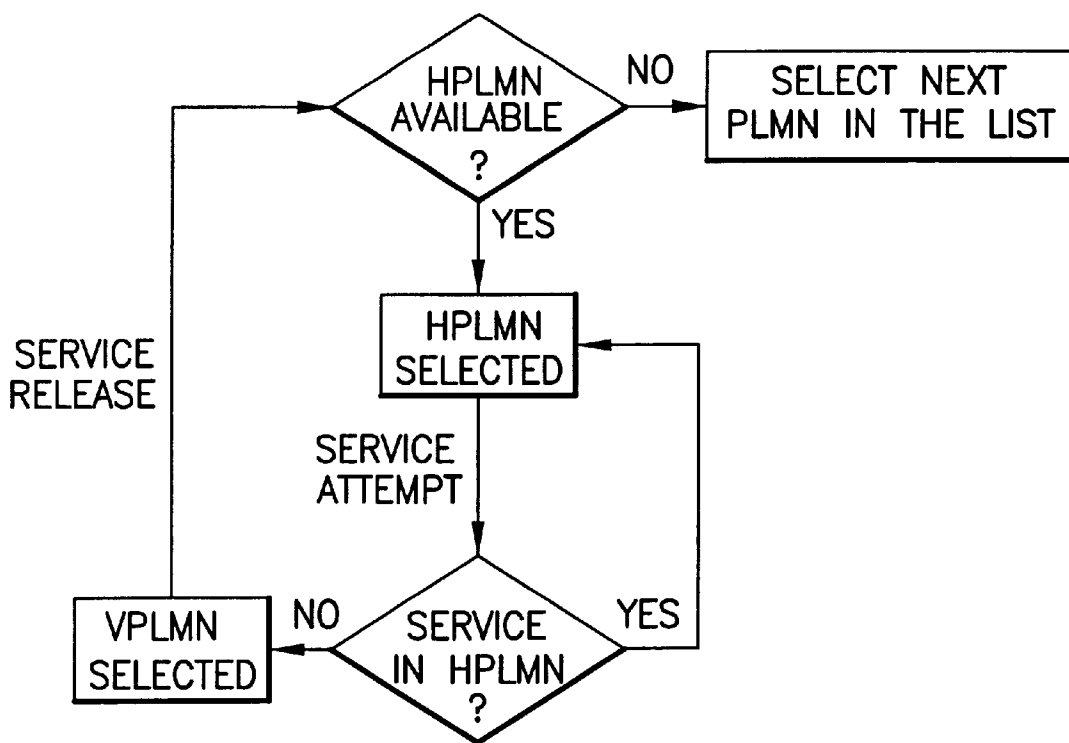 HPLMN
AVAILABLE
?
NO
SELECT NEXT
PLMN IN THE LIST
YES
HPLMN
SELECTED
SERVICE
RELEASE
SERVICE
ATTEMPT
VPLMN
SELECTED
NO
SERVICE
IN HPLMN
?
YES